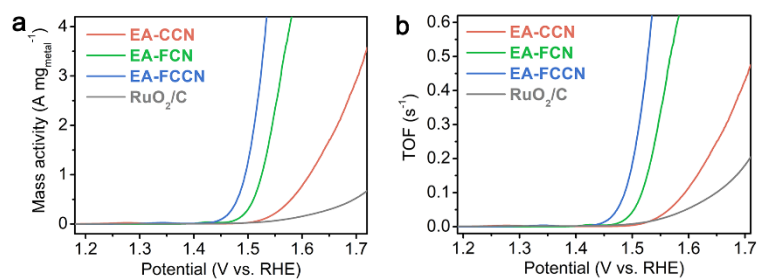 a
Mass activity (A mg_metal⁻¹)
4
3
2
1
0
EA-CCN
EA-FCN
EA-FCCN
RuO₂/C
1.2 1.3 1.4 1.5 1.6 1.7
Potential (V vs. RHE)
b
TOF (s⁻¹)
0.6
0.5
0.4
0.3
0.2
0.1
0.0
EA-CCN
EA-FCN
EA-FCCN
RuO₂/C
1.2 1.3 1.4 1.5 1.6 1.7
Potential (V vs. RHE)